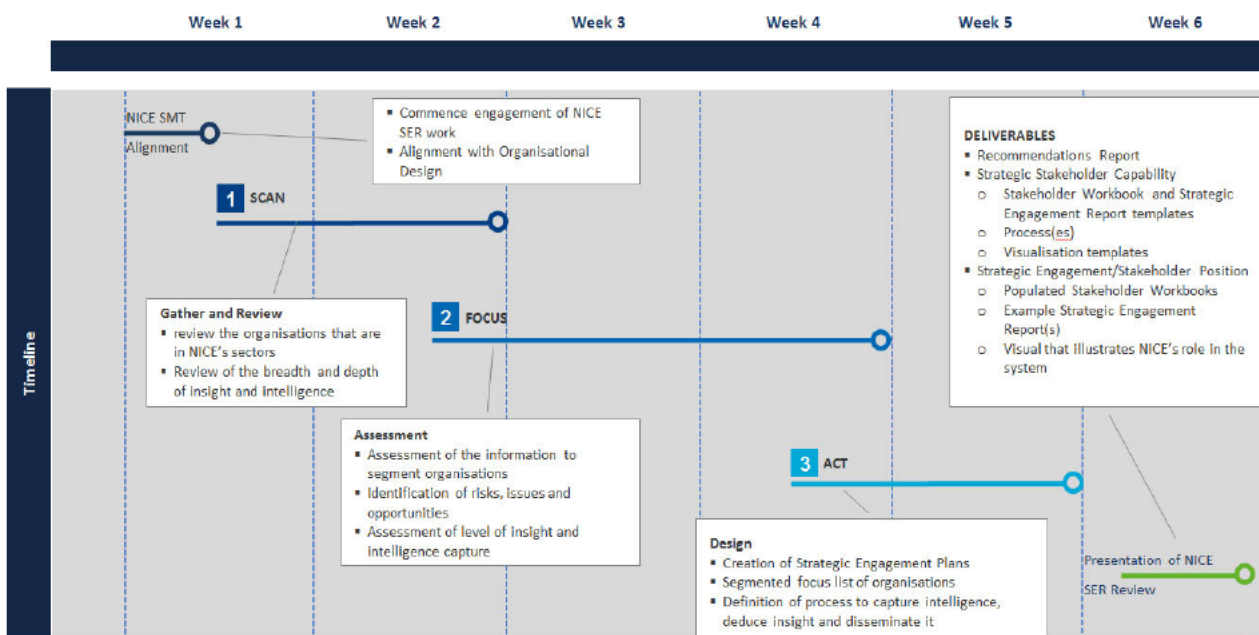 Week 1
Week 2
Week 3
Week 4
Week 5
Week 6
Timeline
NICE SMT
Alignment
▪ Commence engagement of NICE
SER work
▪ Alignment with Organisational
Design
1 SCAN
Gather and Review
▪ review the organisations that are
in NICE's sectors
▪ Review of the breadth and depth
of insight and intelligence
2 FOCUS
Assessment
▪ Assessment of the information to
segment organisations
▪ Identification of risks, issues and
opportunities
▪ Assessment of level of insight and
intelligence capture
3 ACT
Design
▪ Creation of Strategic Engagement Plans
▪ Segmented focus list of organisations
▪ Definition of process to capture intelligence,
deduce insight and disseminate it
DELIVERABLES
▪ Recommendations Report
▪ Strategic Stakeholder Capability
o Stakeholder Workbook and Strategic
Engagement Report templates
o Process(es)
o Visualisation templates
▪ Strategic Engagement/Stakeholder Position
o Populated Stakeholder Workbooks
o Example Strategic Engagement
Report(s)
o Visual that illustrates NICE's role in the
system
Presentation of NICE
SER Review